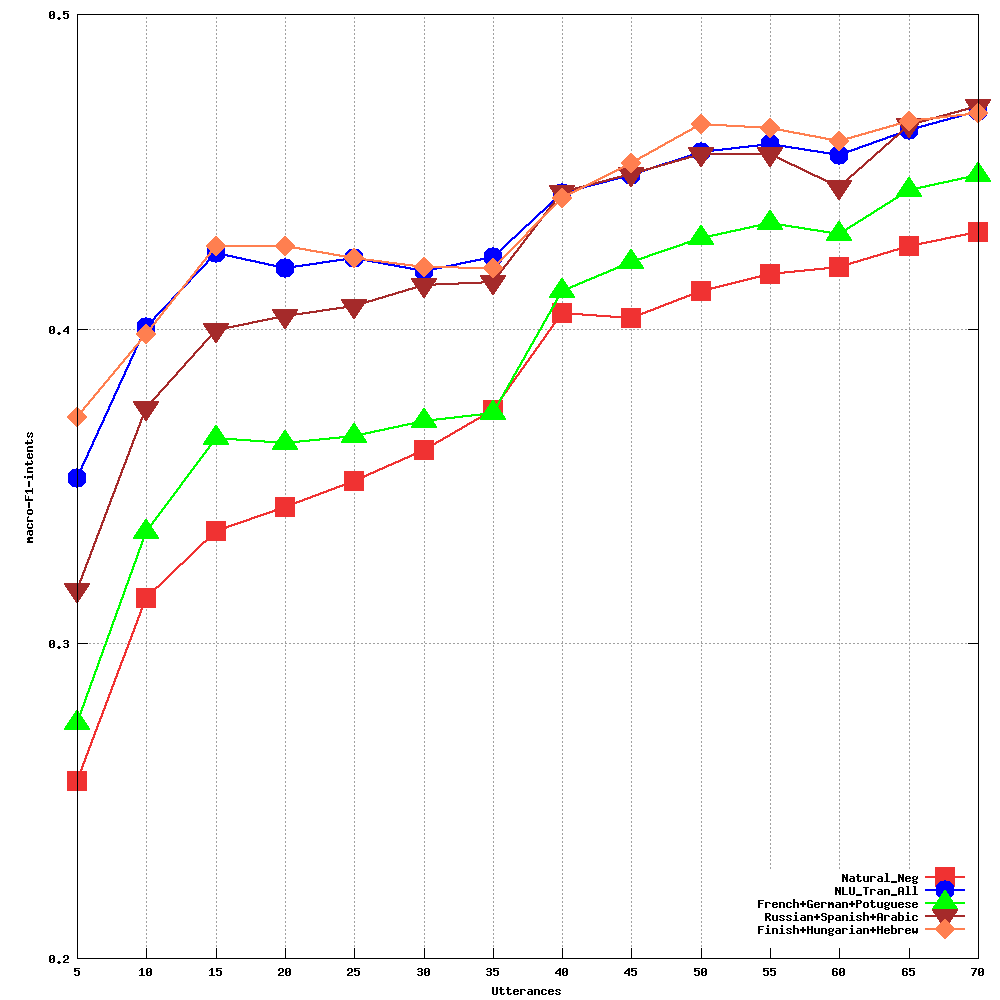 0.5
0.4
macro-F1-intents
0.3
Natural_Neg
NLU_Tran_All
French+German+Potuguese
Russian+Spanish+Arabic
Finish+Hungarian+Hebrew
0.2
5 10 15 20 25 30 35 40 45 50 55 60 65 70
Utterances